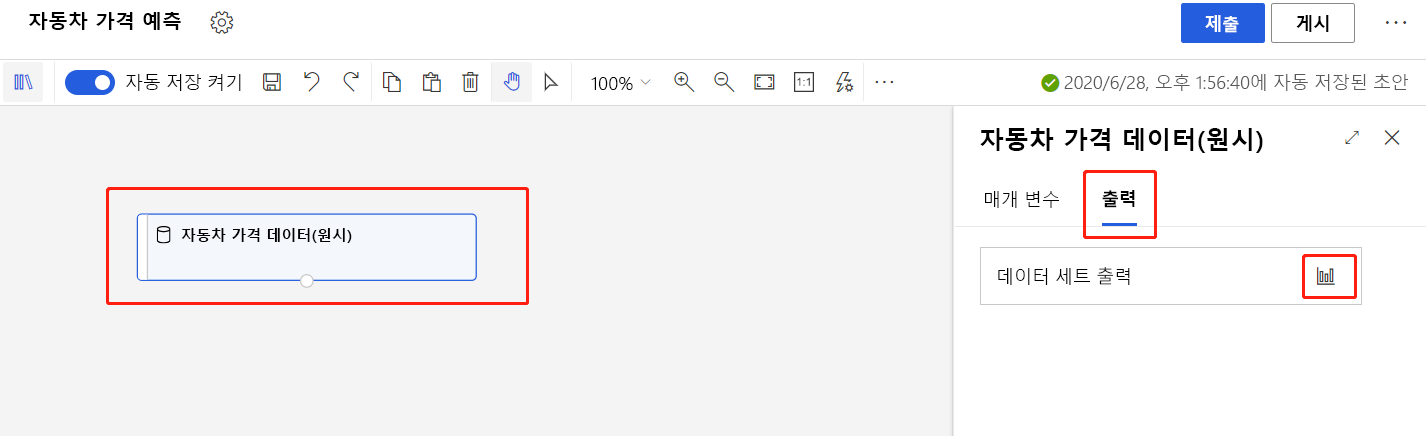 자동차 가격 예측
제출
게시
자동 저장 켜기
100%
1:1
2020/6/28, 오후 1:56:40에 자동 저장된 초안
자동차 가격 데이터(원시)
자동차 가격 데이터(원시)
매개 변수
출력
데이터 세트 출력